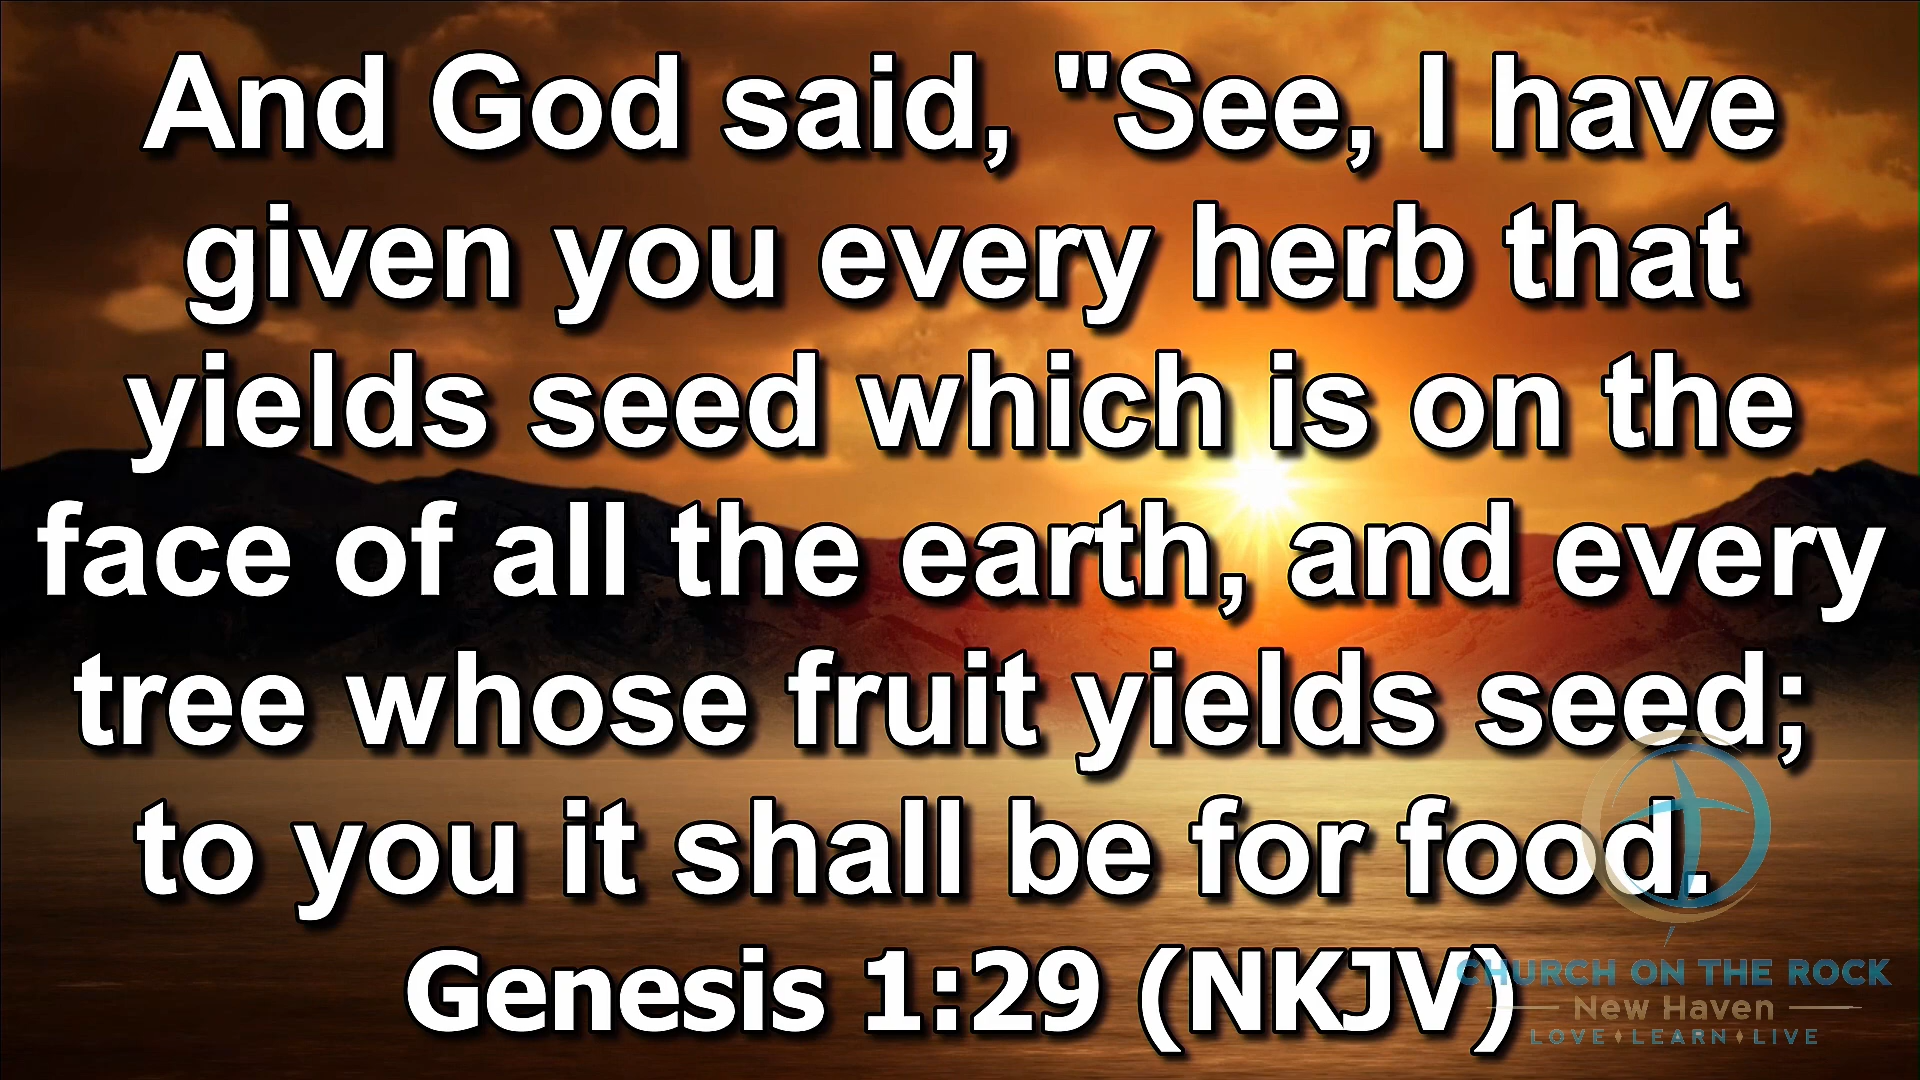 And God said, "See, I have
given you every herb that
yields seed which is on the
face of all the earth, and every
tree whose fruit yields seed;
to you it shall be for food.
Genesis 1:29 (NKJV)
CHURCH ON THE ROCK
New Haven
LOVE LEARN LIVE